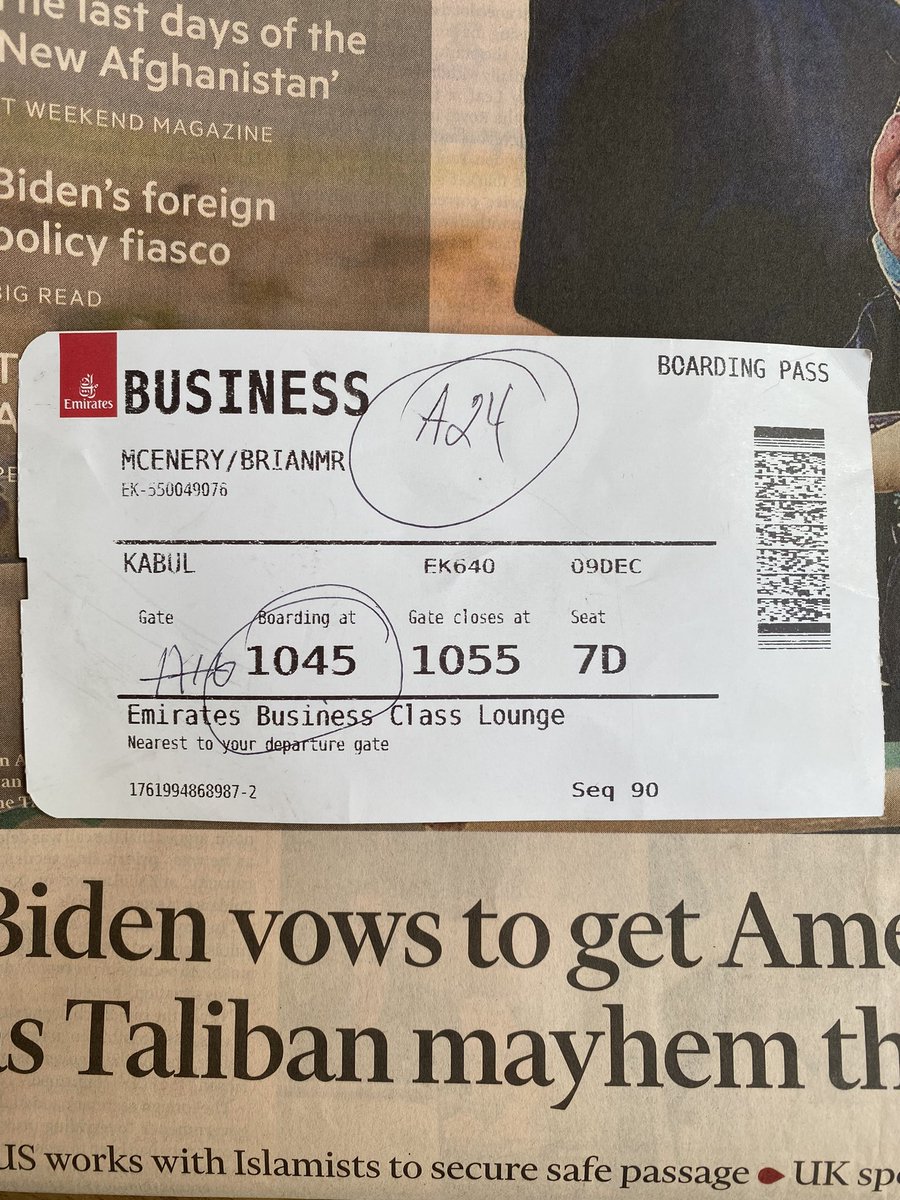 The last days of the
New Afghanistan’
T WEEKEND MAGAZINE
Biden’s foreign
policy fiasco
BIG READ
BOARDING PASS
Emirates
BUSINESS
A24
MCENERY/BRIANMR
EK-550049076
KABUL EK640 09DEC
Gate Boarding at Gate closes at Seat
A16 1045 1055 7D
Emirates Business Class Lounge
Nearest to your departure gate
1761994868987-2 Seq 90
Biden vows to get Ame
as Taliban mayhem th
US works with Islamists to secure safe passage UK spe